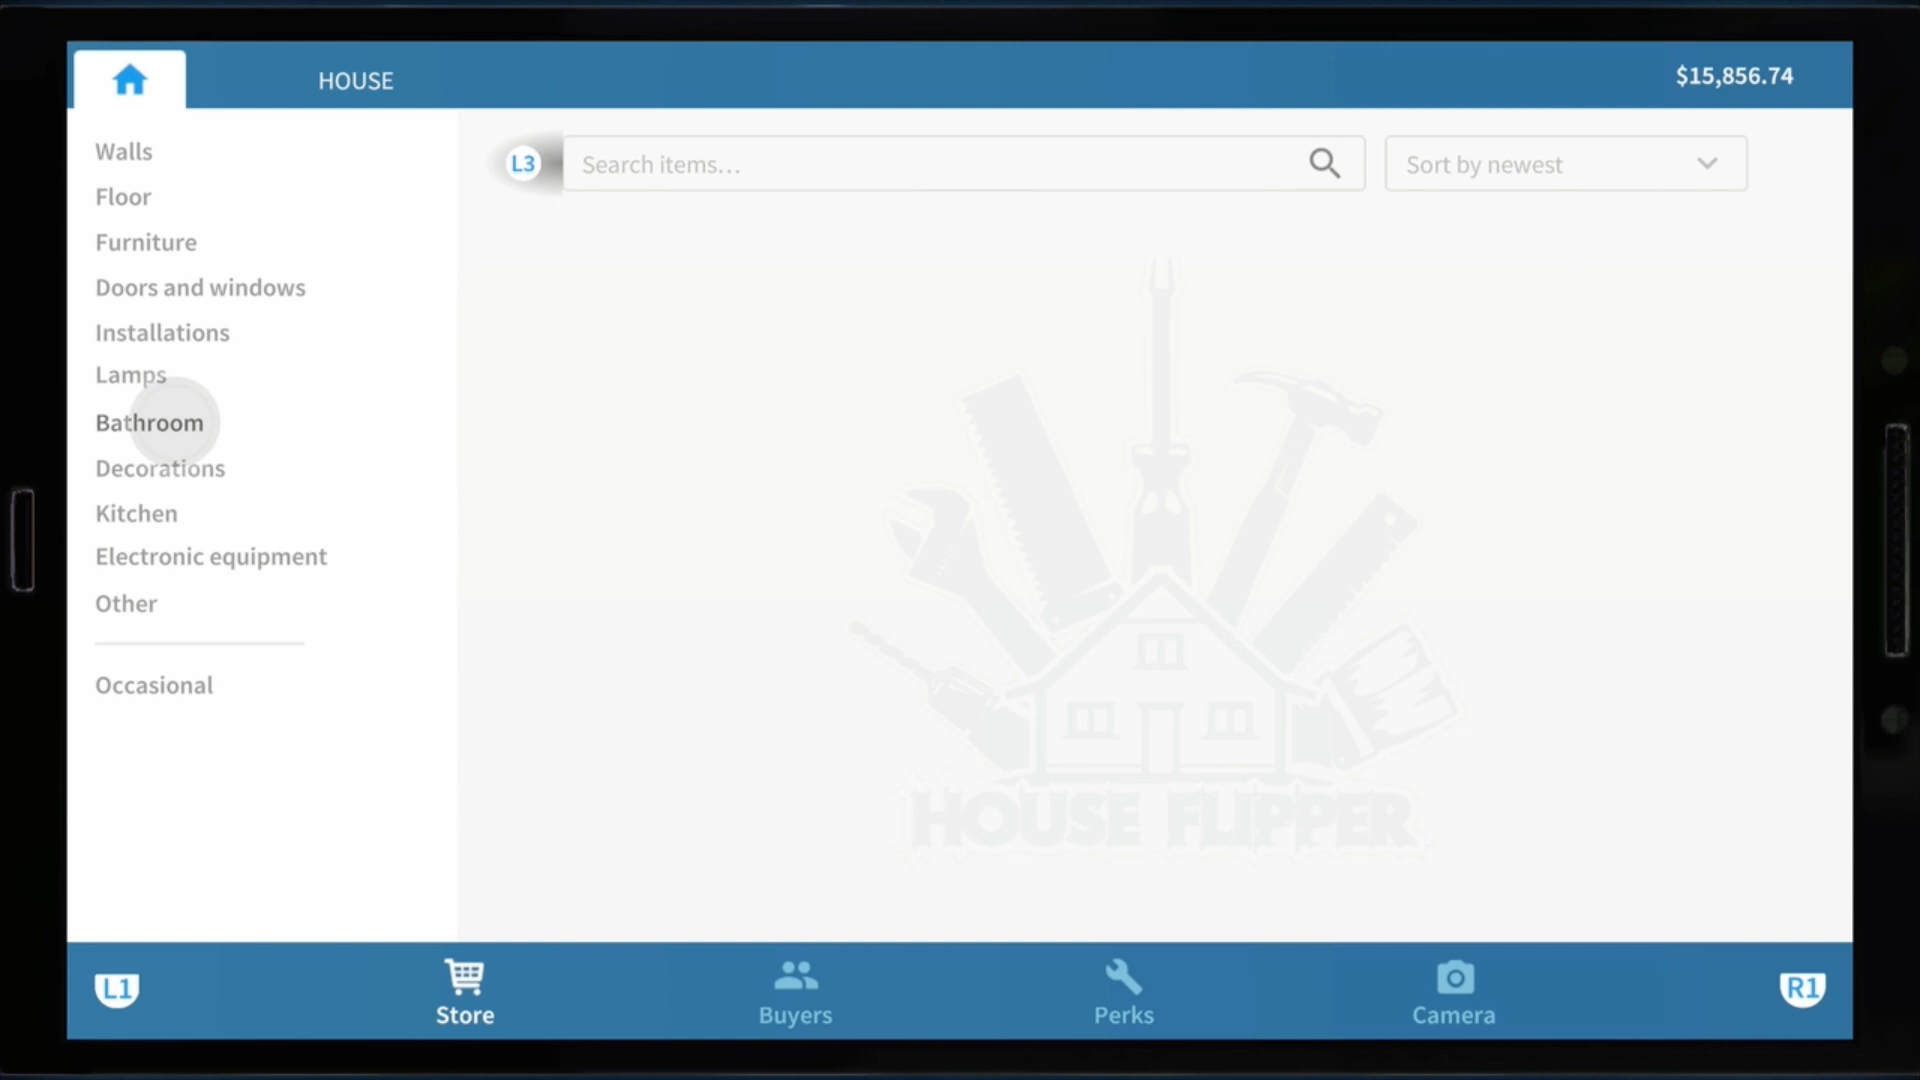 HOUSE
$15,856.74
Walls
Floor
Furniture
Doors and windows
Installations
Lamps
Bathroom
Decorations
Kitchen
Electronic equipment
Other
Occasional
L3
Search items...
Sort by newest
HOUSE FLIPPER
L1
Store
Buyers
Perks
Camera
R1